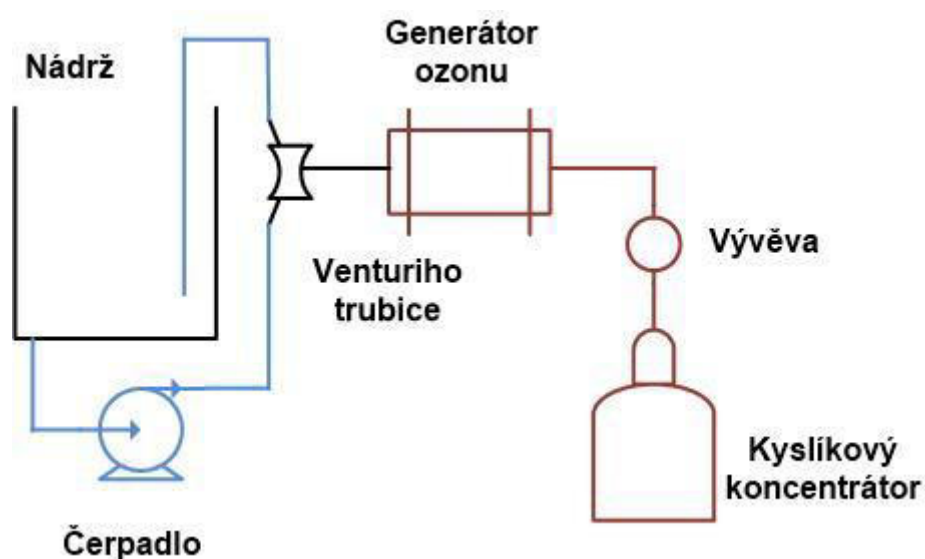 Nádrž
Generátor
ozonu
Venturiho
trubice
Vývěva
Kyslíkový
koncentrátor
Čerpadlo